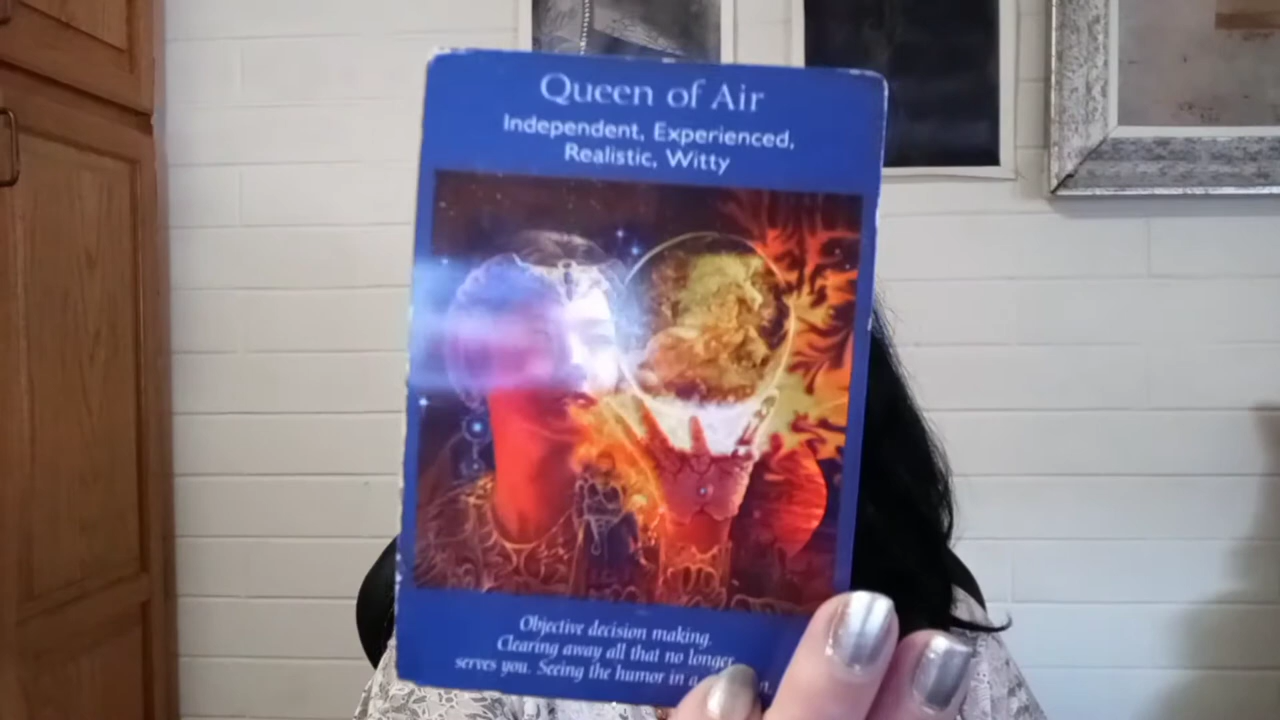 Queen of Air
Independent, Experienced,
Realistic, Witty
Objective decision making.
Clearing away all that no longer
serves you. Seeing the humor in a